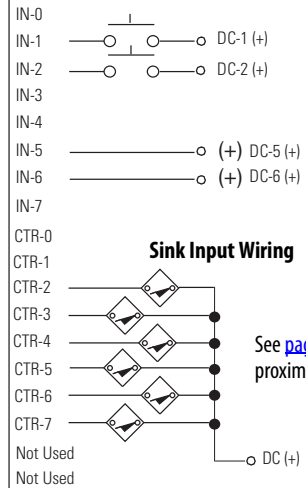 IN-0
IN-1 DC-1 (+)
IN-2 DC-2 (+)
IN-3
IN-4
IN-5 (+) DC-5 (+)
IN-6 (+) DC-6 (+)
IN-7
CTR-0
Sink Input Wiring
CTR-1
CTR-2
CTR-3
CTR-4
See
CTR-5
CTR-6
CTR-7
Not Used
DC (+)
Not Used